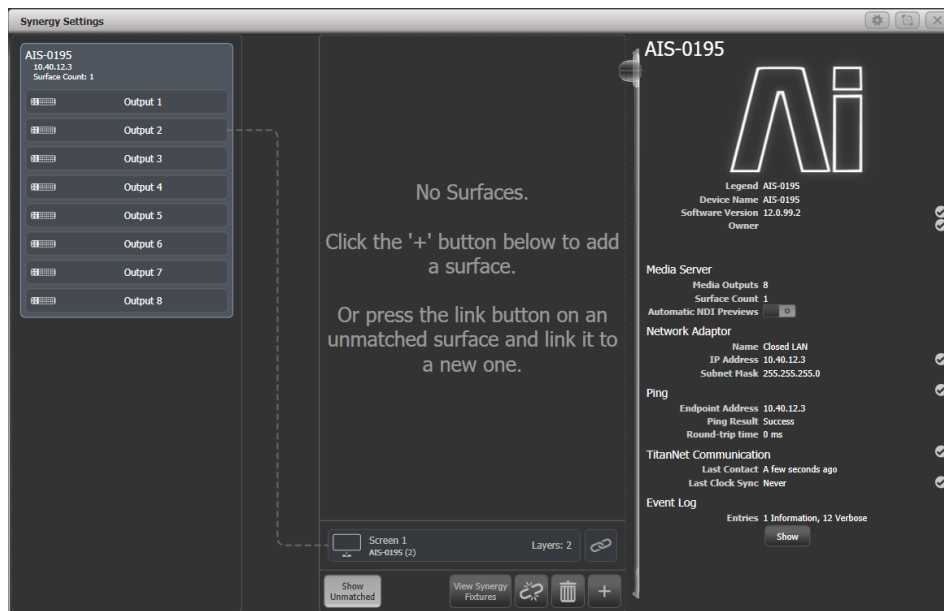 Synergy Settings
AIS-0195
10.40.12.3
Surface Count: 1
Output 1
Output 2
Output 3
Output 4
Output 5
Output 6
Output 7
Output 8
No Surfaces.
Click the '+' button below to add
a surface.
Or press the link button on an
unmatched surface and link it to
a new one.
Screen 1
AIS-0195 (2)
Layers: 2
Show
Unmatched
View Synergy
Fixtures
+
AIS-0195
Ai
Legend AIS-0195
Device Name AIS-0195
Software Version 12.0.99.2
Owner
Media Server
Media Outputs 8
Surface Count 1
Automatic NDI Previews
Network Adaptor
Name Closed LAN
IP Address 10.40.12.3
Subnet Mask 255.255.255.0
Ping
Endpoint Address 10.40.12.3
Ping Result Success
Round-trip time 0 ms
TitanNet Communication
Last Contact A few seconds ago
Last Clock Sync Never
Event Log
Entries 1 Information, 12 Verbose
Show